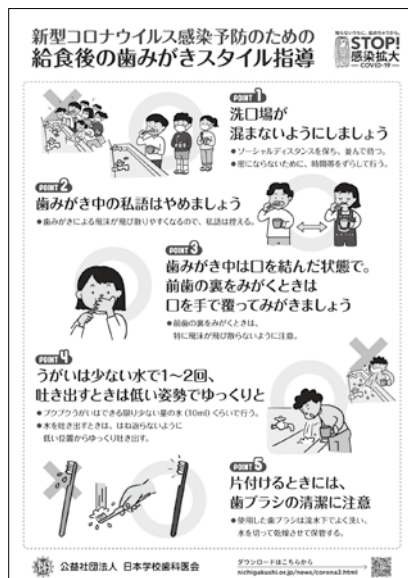 新型コロナウイルス感染予防のための
給食後の歯みがきスタイル指導
知らないうちに、拡めちゃうから。
STOP!
感染拡大
COVID-19
POINT 1
洗口場が
混まないようにしましょう
●ソーシャルディスタンスを保ち、並んで待つ。
●密にならないために、時間帯をずらして行う。
POINT 2
歯みがき中の私語はやめましょう
●歯みがきによる飛沫が飛び散りやすくなるので、私語は控える。
POINT 3
歯みがき中は口を結んだ状態で。
前歯の裏をみがくときは
口を手で覆ってみがきましょう
●前歯の裏をみがくときは、
特に飛沫が飛び散らないように注意。
POINT 4
うがいは少ない水で1~2回、
吐き出すときは低い姿勢でゆっくりと
●ブクブクうがいはできる限り少ない量の水(10ml)くらいで行う。
●水を吐き出すときは、はね返らないように
低い位置からゆっくり吐き出す。
POINT 5
片付けるときには、
歯ブラシの清潔に注意
●使用した歯ブラシは流水下でよく洗い、
水を切って乾燥させて保管する。
公益社団法人 日本学校歯科医会
ダウンロードはこちらから
nichigakushi.or.jp/news/corona2.html